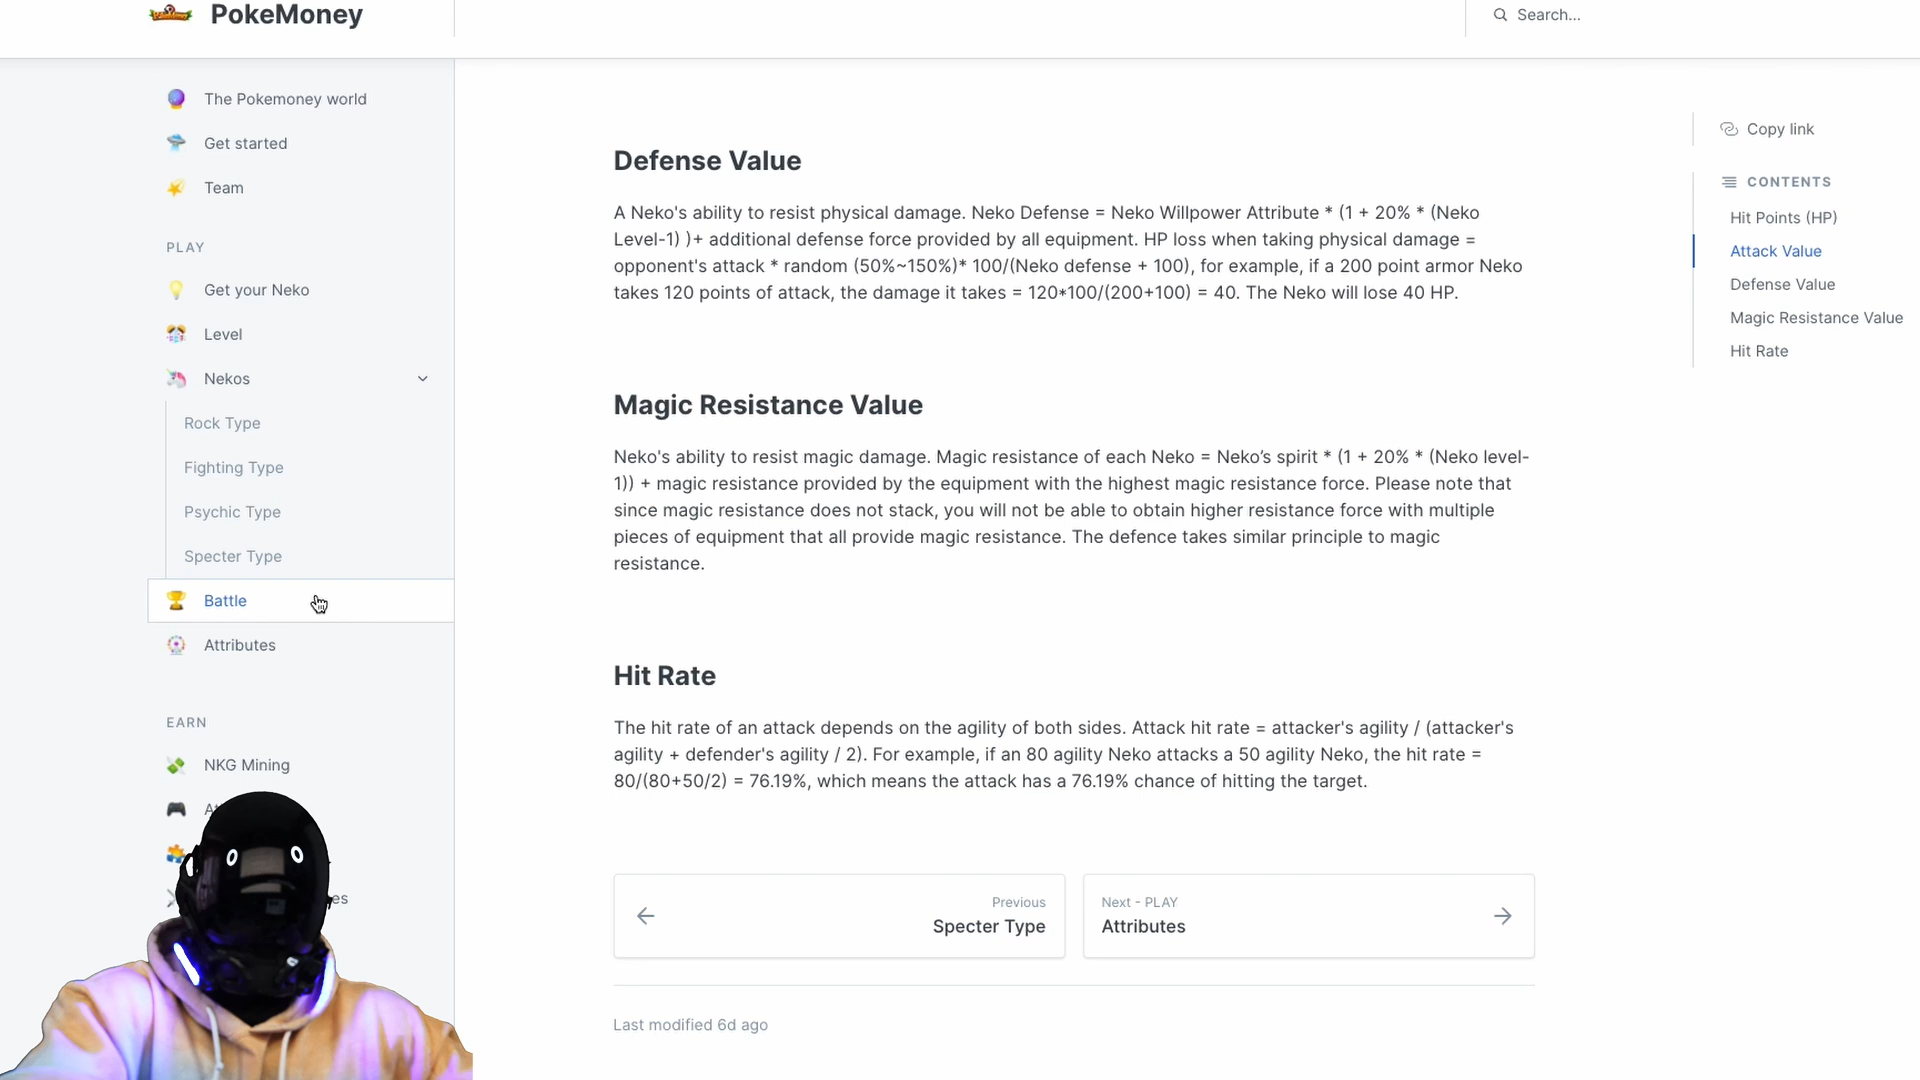 PokeMoney
Search...
The Pokemoney world
Get started
Team
PLAY
Get your Neko
Level
Nekos
Rock Type
Fighting Type
Psychic Type
Specter Type
Battle
Attributes
EARN
NKG Mining
Defense Value
A Neko's ability to resist physical damage. Neko Defense = Neko Willpower Attribute * (1 + 20% * (Neko
Level-1) )+ additional defense force provided by all equipment. HP loss when taking physical damage =
opponent's attack * random (50%~150%)* 100/(Neko defense + 100), for example, if a 200 point armor Neko
takes 120 points of attack, the damage it takes = 120*100/(200+100) = 40. The Neko will lose 40 HP.
Magic Resistance Value
Neko's ability to resist magic damage. Magic resistance of each Neko = Neko’s spirit * (1 + 20% * (Neko level-
1)) + magic resistance provided by the equipment with the highest magic resistance force. Please note that
since magic resistance does not stack, you will not be able to obtain higher resistance force with multiple
pieces of equipment that all provide magic resistance. The defence takes similar principle to magic
resistance.
Hit Rate
The hit rate of an attack depends on the agility of both sides. Attack hit rate = attacker's agility / (attacker's
agility + defender's agility / 2). For example, if an 80 agility Neko attacks a 50 agility Neko, the hit rate =
80/(80+50/2) = 76.19%, which means the attack has a 76.19% chance of hitting the target.
Previous
Specter Type
Next - PLAY
Attributes
Last modified 6d ago
Copy link
CONTENTS
Hit Points (HP)
Attack Value
Defense Value
Magic Resistance Value
Hit Rate